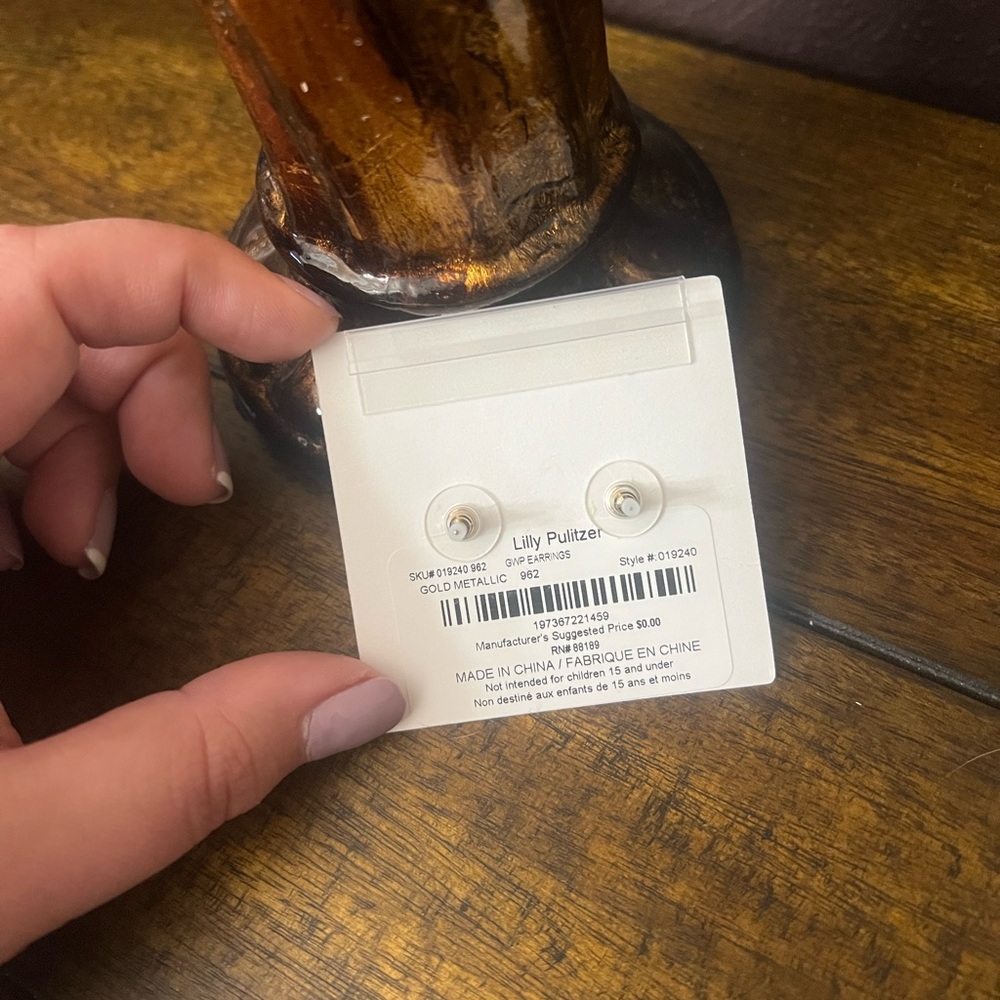 Lilly Pulitzer
SKU# 019240 962 GWP EARRINGS Style #: 019240
GOLD METALLIC 962
197367221459
Manufacturer's Suggested Price $0.00
RN# 88189
MADE IN CHINA / FABRIQUE EN CHINE
Not intended for children 15 and under
Non destiné aux enfants de 15 ans et moins